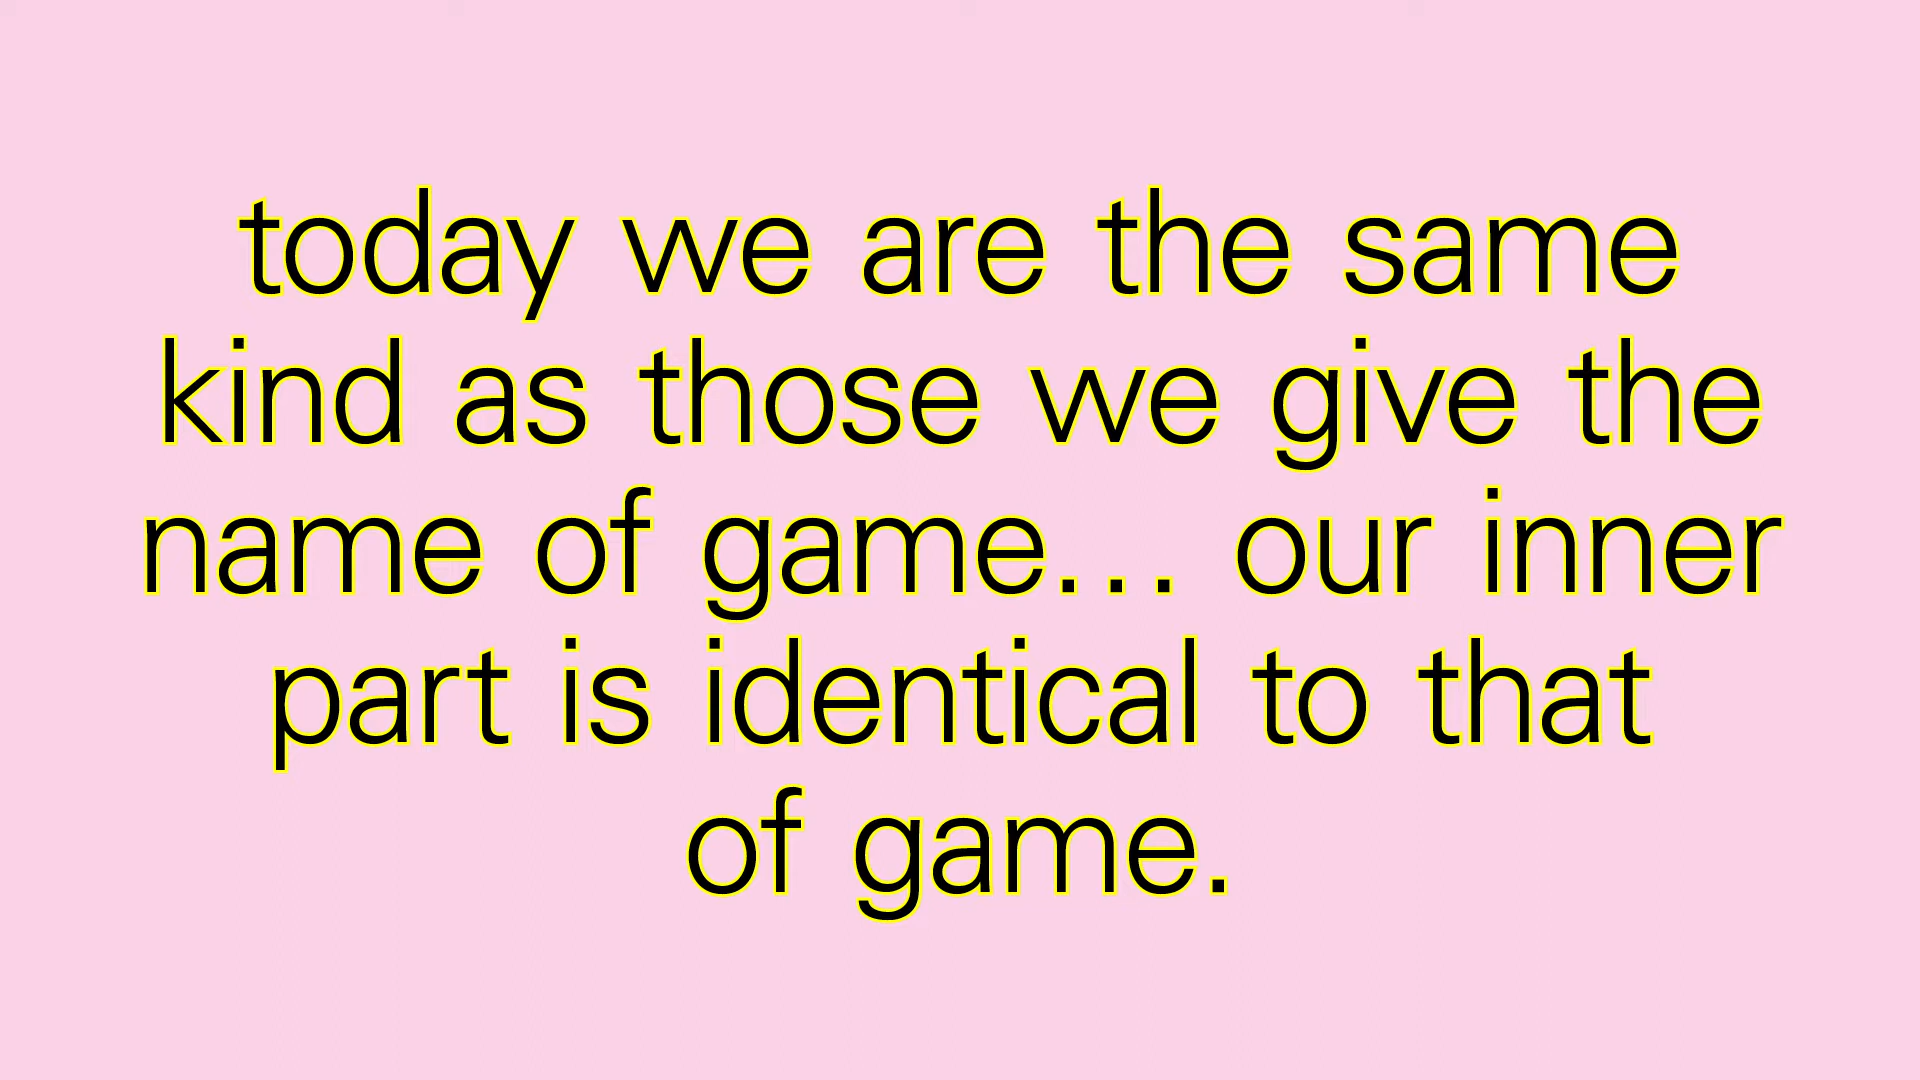 today we are the same
kind as those we give the
name of game... our inner
part is identical to that
of game.